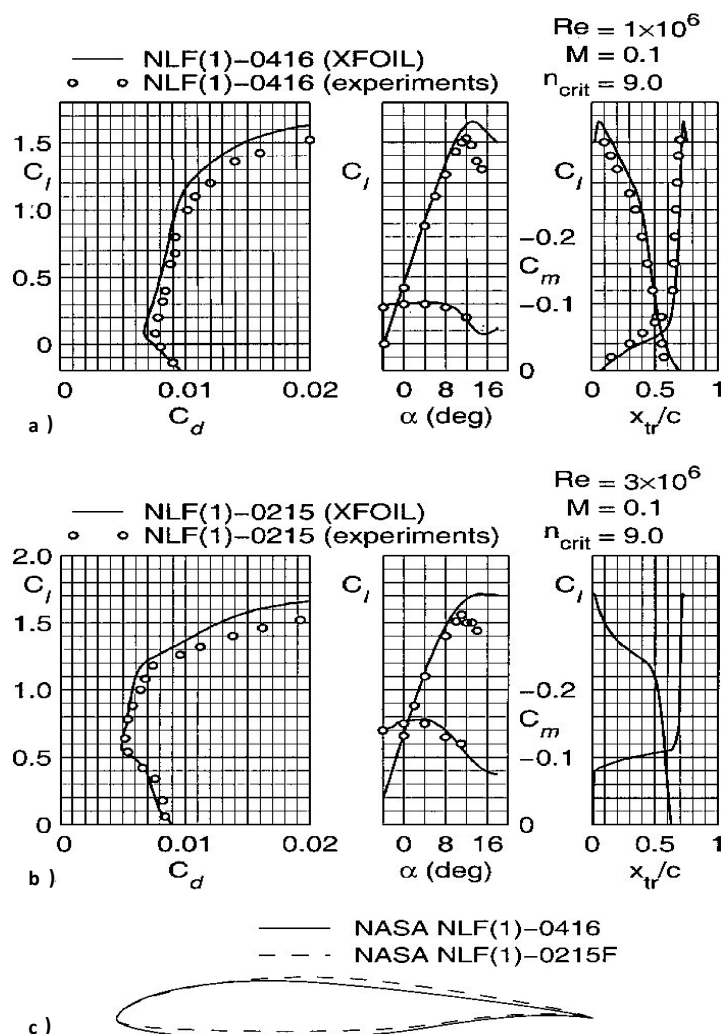 Re = 1×10⁶
M = 0.1
n_crit = 9.0
NLF(1)-0416 (XFOIL)
NLF(1)-0416 (experiments)
1.5
C_l
1.0
0.5
0
0 0.01 0.02
C_d
C_l
-0.2
C_m
-0.1
0
0 8 16
α (deg)
C_l
0 0.5 1
x_tr/c
a )
Re = 3×10⁶
M = 0.1
n_crit = 9.0
NLF(1)-0215 (XFOIL)
NLF(1)-0215 (experiments)
2.0
C_l
1.5
1.0
0.5
0
0 0.01 0.02
C_d
C_l
-0.2
C_m
-0.1
0
0 8 16
α (deg)
C_l
0 0.5 1
x_tr/c
b )
NASA NLF(1)-0416
NASA NLF(1)-0215F
c )